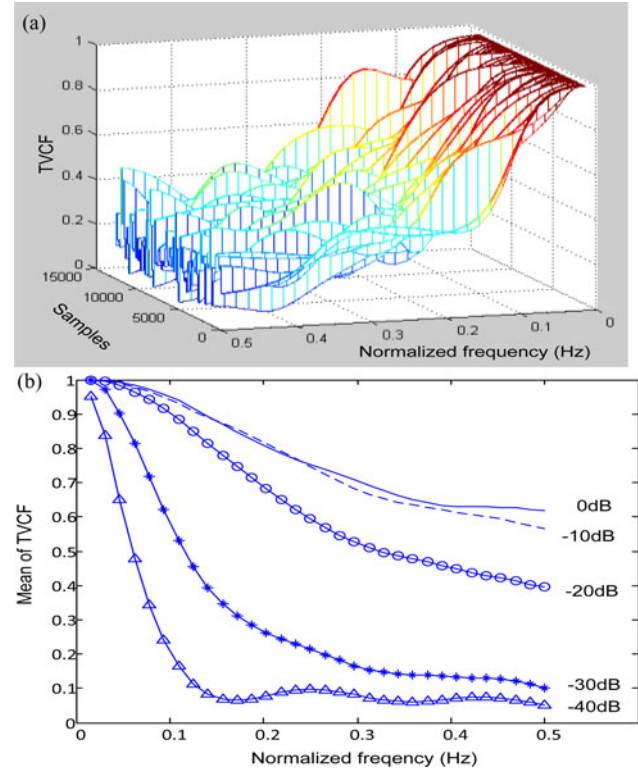 (a)
1
0.8
0.6
0.4
0.2
0
TVCF
15000
10000
5000
0
Samples
0.5
0.4
0.3
0.2
0.1
0
Normalized frequency (Hz)
(b)
1
0.9
0.8
0.7
0.6
0.5
0.4
0.3
0.2
0.1
0
Mean of TVCF
0dB
-10dB
-20dB
-30dB
-40dB
0
0.1
0.2
0.3
0.4
0.5
Normalized freqency (Hz)